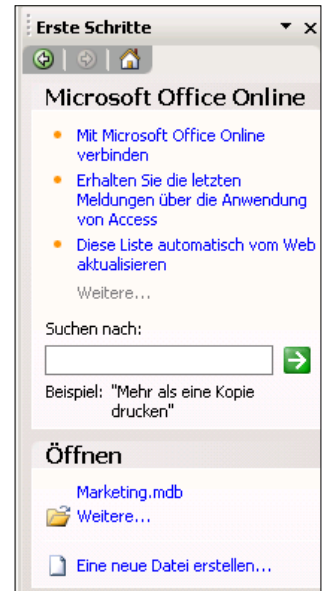 Erste Schritte
Microsoft Office Online
Mit Microsoft Office Online
verbinden
Erhalten Sie die letzten
Meldungen über die Anwendung
von Access
Diese Liste automatisch vom Web
aktualisieren
Weitere...
Suchen nach:
Beispiel: "Mehr als eine Kopie
drucken"
Öffnen
Marketing.mdb
Weitere...
Eine neue Datei erstellen...